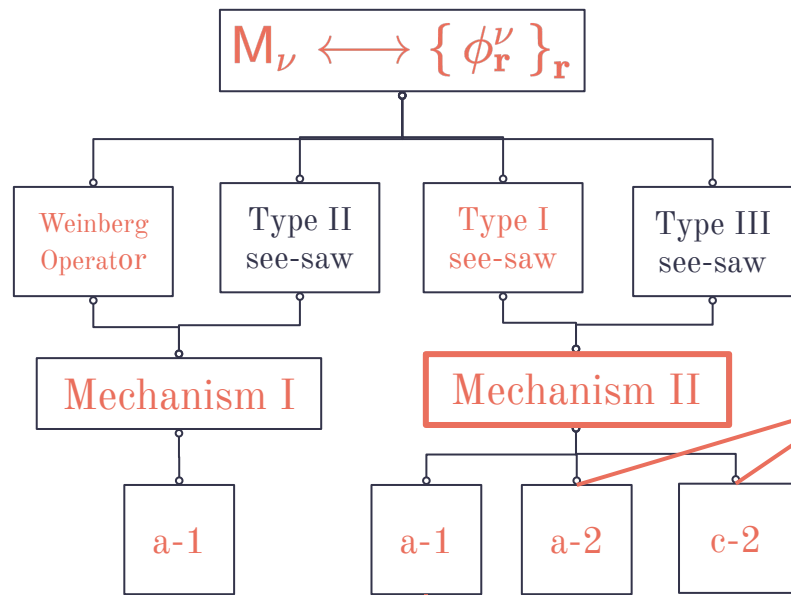 M_ν ⟷ { ϕ_r^ν }_r
Weinberg
Operator
Type II
see-saw
Type I
see-saw
Type III
see-saw
Mechanism I
Mechanism II
a-1
a-1
a-2
c-2